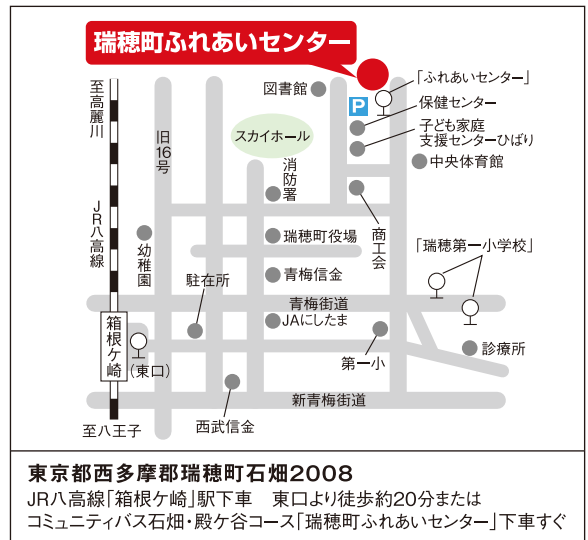 瑞穂町ふれあいセンター
至高麗川
JR八高線
箱根ケ崎
(東口)
至八王子
旧16号
幼稚園
駐在所
西武信金
図書館
スカイホール
消防署
瑞穂町役場
青梅信金
青梅街道
JAにしたま
新青梅街道
P
「ふれあいセンター」
保健センター
子ども家庭
支援センターひばり
中央体育館
商工会
「瑞穂第一小学校」
第一小
診療所
東京都西多摩郡瑞穂町石畑2008
JR八高線「箱根ケ崎」駅下車　東口より徒歩約20分または
コミュニティバス石畑・殿ケ谷コース「瑞穂町ふれあいセンター」下車すぐ